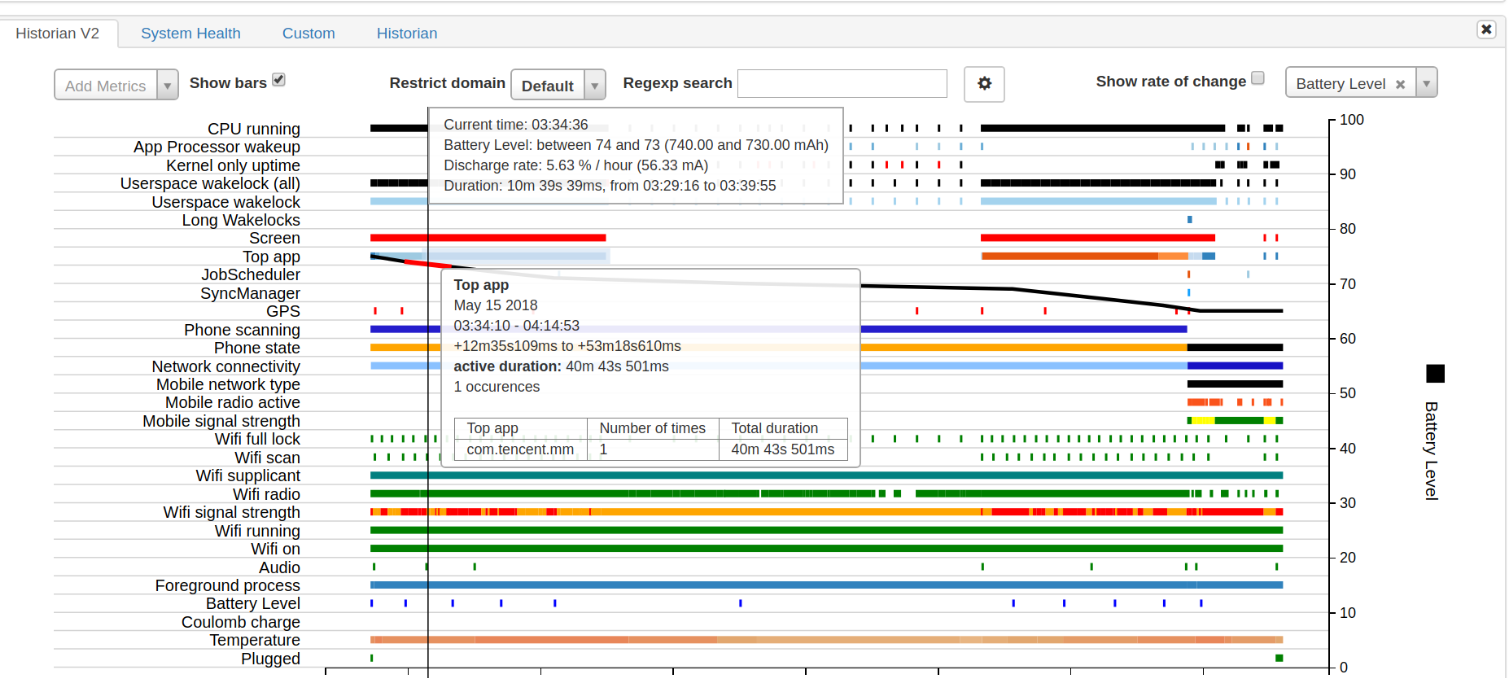 Historian V2 System Health Custom Historian
Add Metrics Show bars Restrict domain Default Regexp search Show rate of change Battery Level ×
Current time: 03:34:36
Battery Level: between 74 and 73 (740.00 and 730.00 mAh)
Discharge rate: 5.63 % / hour (56.33 mA)
Duration: 10m 39s 39ms, from 03:29:16 to 03:39:55
CPU running
App Processor wakeup
Kernel only uptime
Userspace wakelock (all)
Userspace wakelock
Long Wakelocks
Screen
Top app
JobScheduler
SyncManager
GPS
Phone scanning
Phone state
Network connectivity
Mobile network type
Mobile radio active
Mobile signal strength
Wifi full lock
Wifi scan
Wifi supplicant
Wifi radio
Wifi signal strength
Wifi running
Wifi on
Audio
Foreground process
Battery Level
Coulomb charge
Temperature
Plugged
Top app
May 15 2018
03:34:10 - 04:14:53
+12m35s109ms to +53m18s610ms
active duration: 40m 43s 501ms
1 occurences
Top app Number of times Total duration
com.tencent.mm 1 40m 43s 501ms
100
90
80
70
60
50
40
30
20
10
0
Battery Level